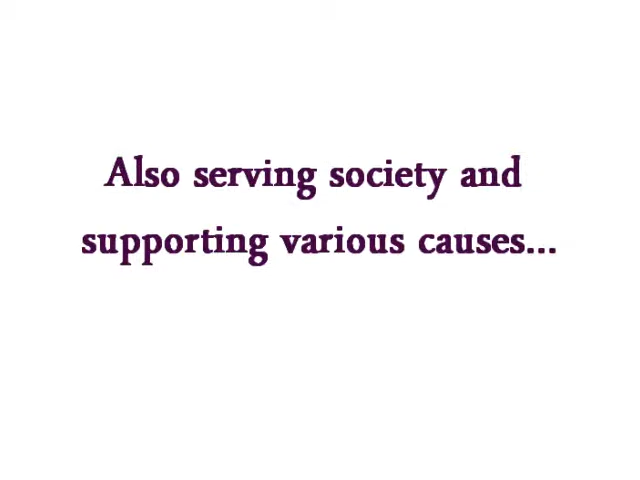 Also serving society and
supporting various causes...